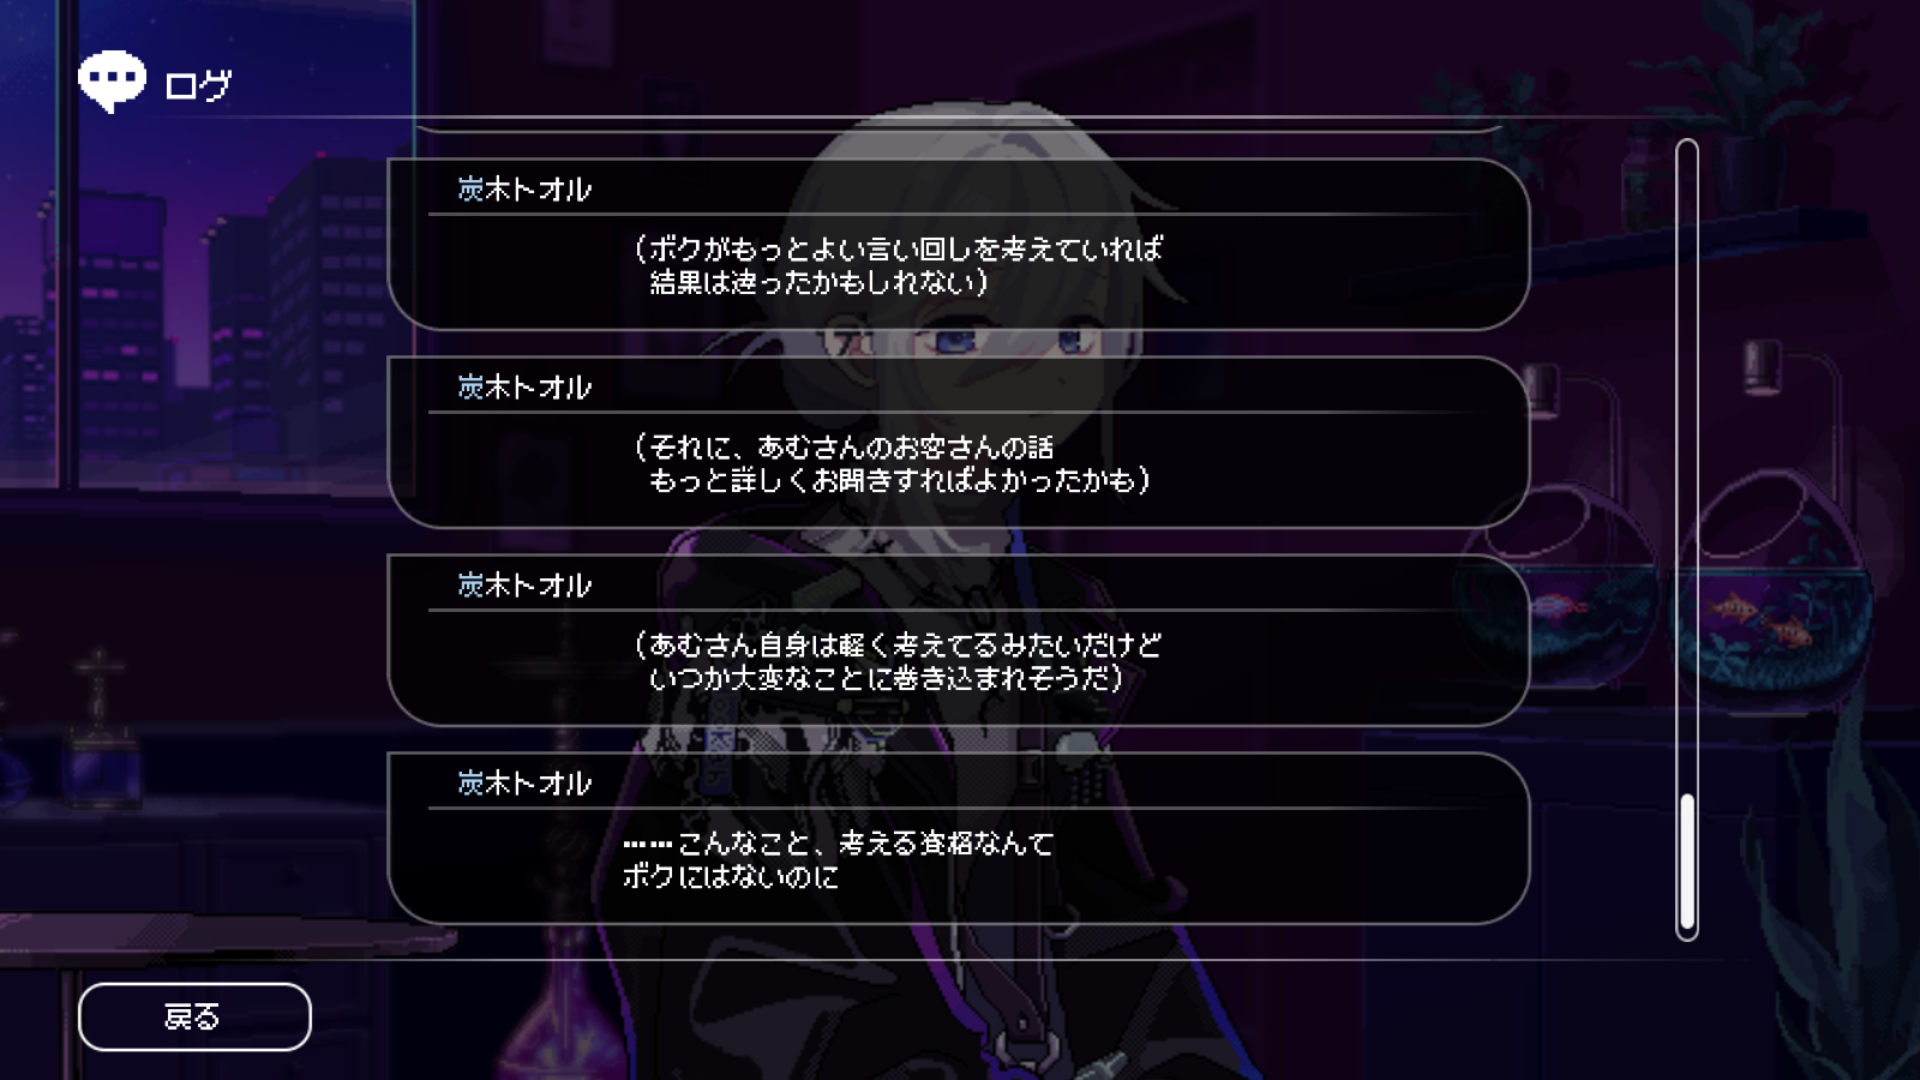 ログ
炭木トオル
(ボクがもっとよい言い回しを考えていれば
結果は違ったかもしれない)
炭木トオル
(それに、あむさんのお客さんの話
もっと詳しくお聞きすればよかったかも)
炭木トオル
(あむさん自身は軽く考えてるみたいだけど
いつか大変なことに巻き込まれそうだ)
炭木トオル
……こんなこと、考える資格なんて
ボクにはないのに
戻る